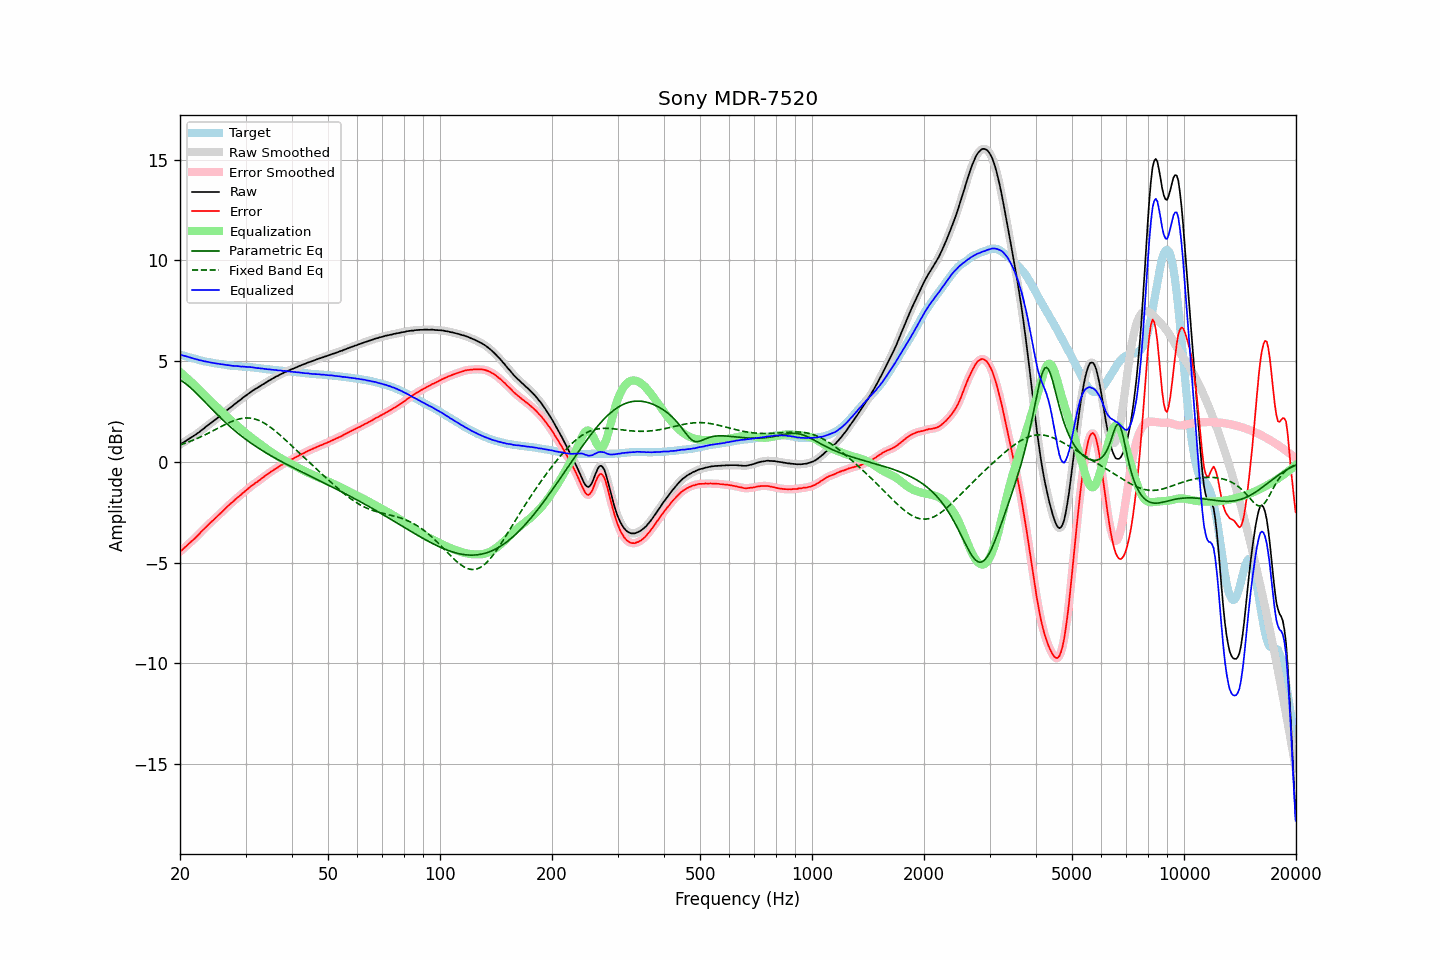 Sony MDR-7520
Target
Raw Smoothed
Error Smoothed
Raw
Error
Equalization
Parametric Eq
Fixed Band Eq
Equalized
15
10
5
0
−5
−10
−15
Amplitude (dBr)
20 50 100 200 500 1000 2000 5000 10000 20000
Frequency (Hz)